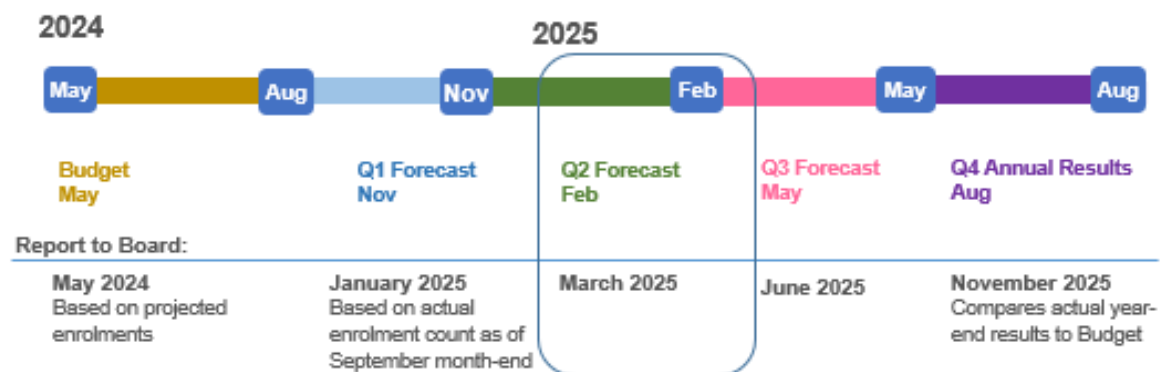 2024
2025
May
Aug
Nov
Feb
May
Aug
Budget
May
Q1 Forecast
Nov
Q2 Forecast
Feb
Q3 Forecast
May
Q4 Annual Results
Aug
Report to Board:
May 2024
Based on projected
enrolments
January 2025
Based on actual
enrolment count as of
September month-end
March 2025
June 2025
November 2025
Compares actual year-
end results to Budget